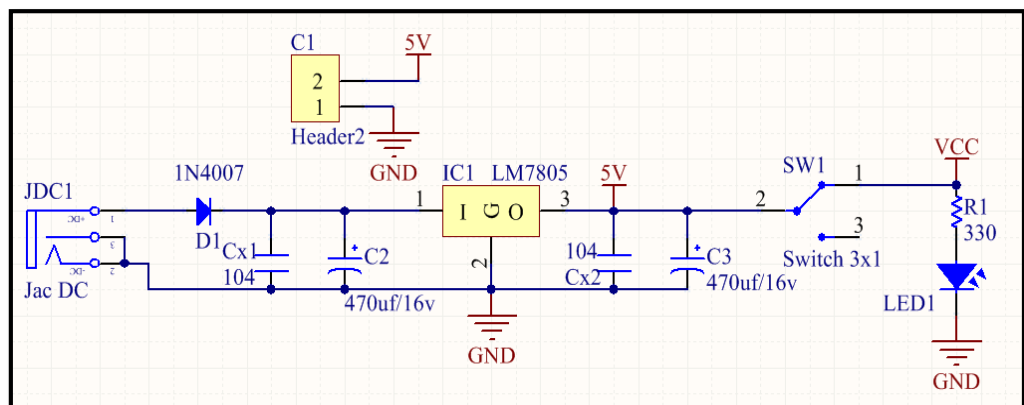 C1
5V
2
1
Header2
GND
JDC1
+DC
1
3
-DC
2
Jac DC
1N4007
D1
Cx1
104
C2
470uf/16v
1
IC1
LM7805
I
G
O
2
3
GND
5V
104
Cx2
C3
470uf/16v
2
SW1
1
3
Switch 3x1
VCC
R1
330
LED1
GND